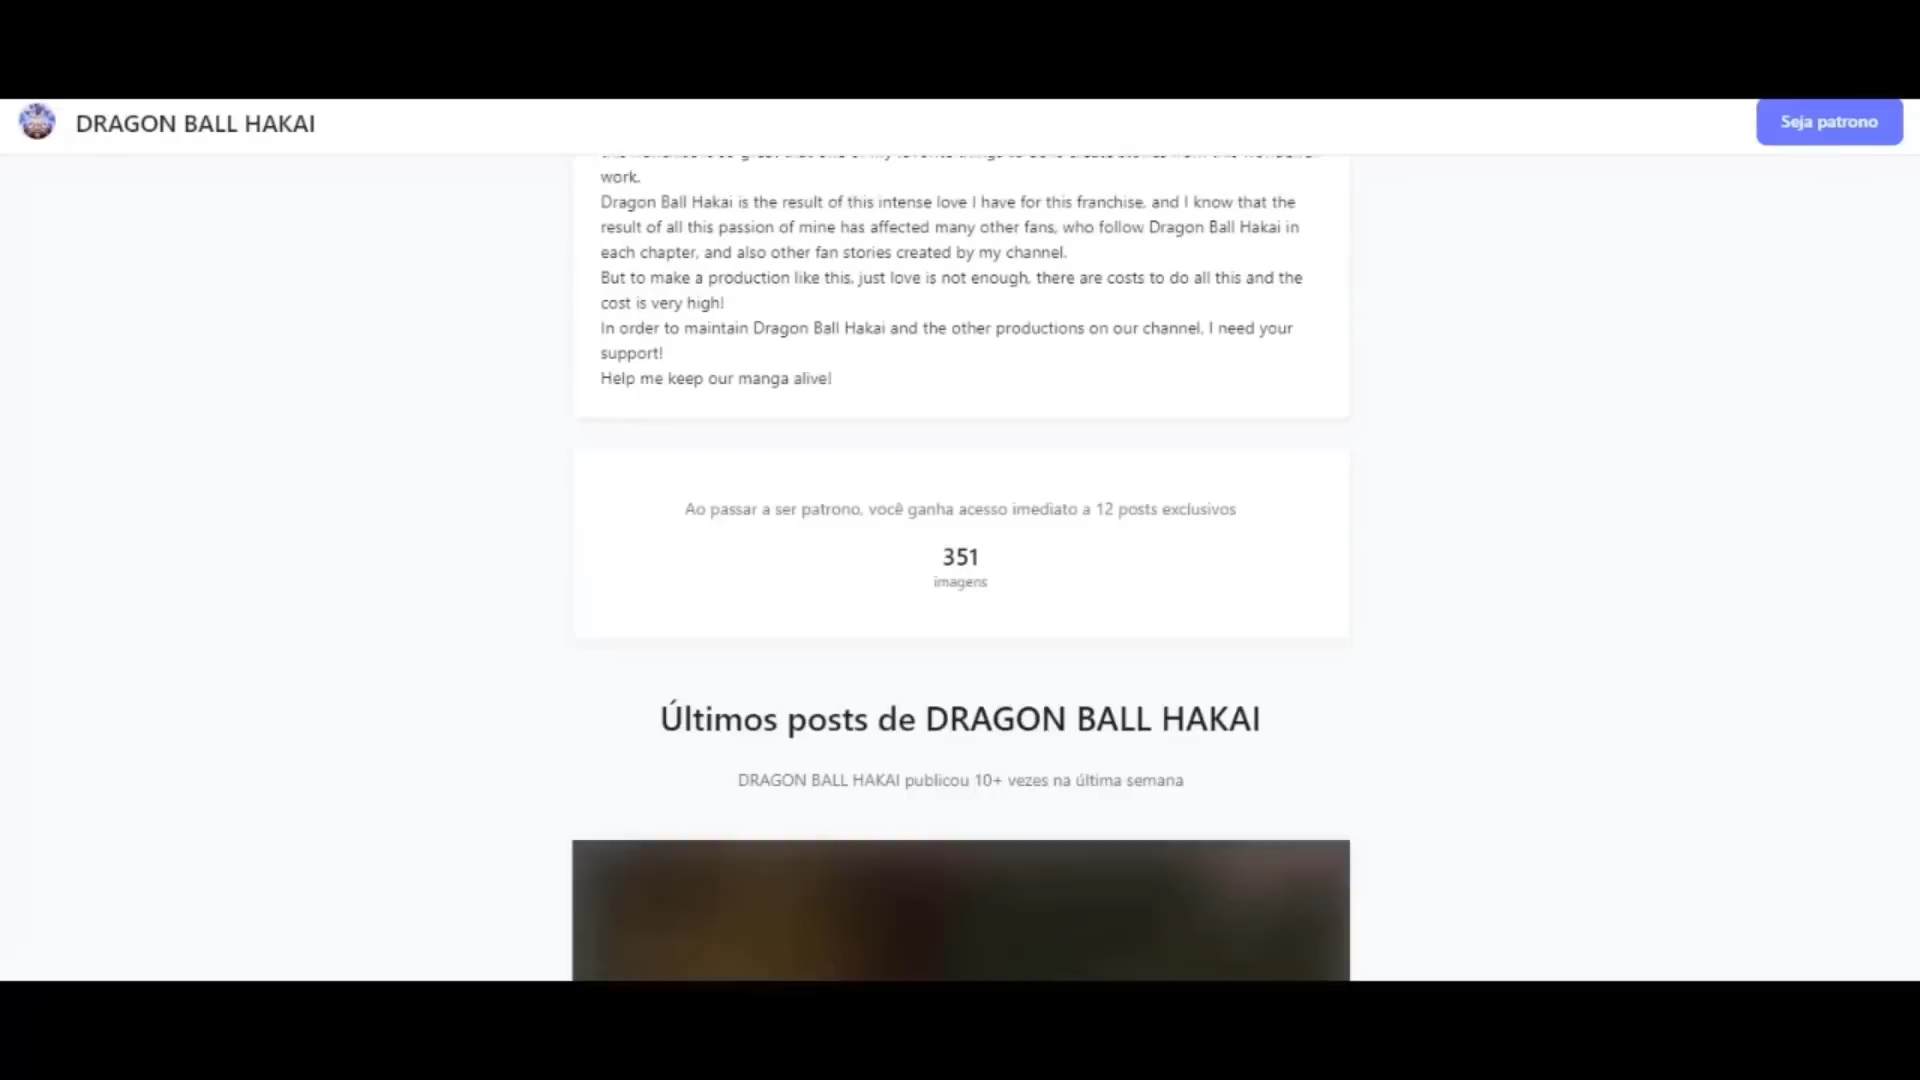 DRAGON BALL HAKAI
Seja patrono
work.
Dragon Ball Hakai is the result of this intense love I have for this franchise, and I know that the
result of all this passion of mine has affected many other fans, who follow Dragon Ball Hakai in
each chapter, and also other fan stories created by my channel.
But to make a production like this, just love is not enough, there are costs to do all this and the
cost is very high!
In order to maintain Dragon Ball Hakai and the other productions on our channel, I need your
support!
Help me keep our manga alive!
Ao passar a ser patrono, você ganha acesso imediato a 12 posts exclusivos
351
imagens
Últimos posts de DRAGON BALL HAKAI
DRAGON BALL HAKAI publicou 10+ vezes na última semana